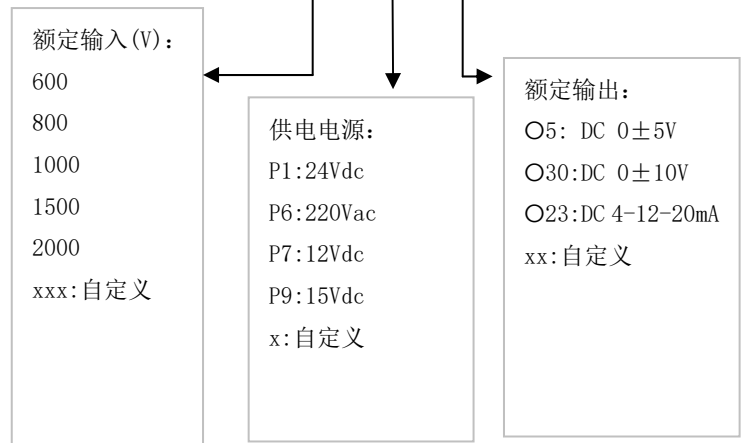 额定输入(V)：
600
800
1000
1500
2000
xxx:自定义
供电电源：
P1:24Vdc
P6:220Vac
P7:12Vdc
P9:15Vdc
x:自定义
额定输出：
O5: DC 0±5V
O30:DC 0±10V
O23:DC 4-12-20mA
xx:自定义